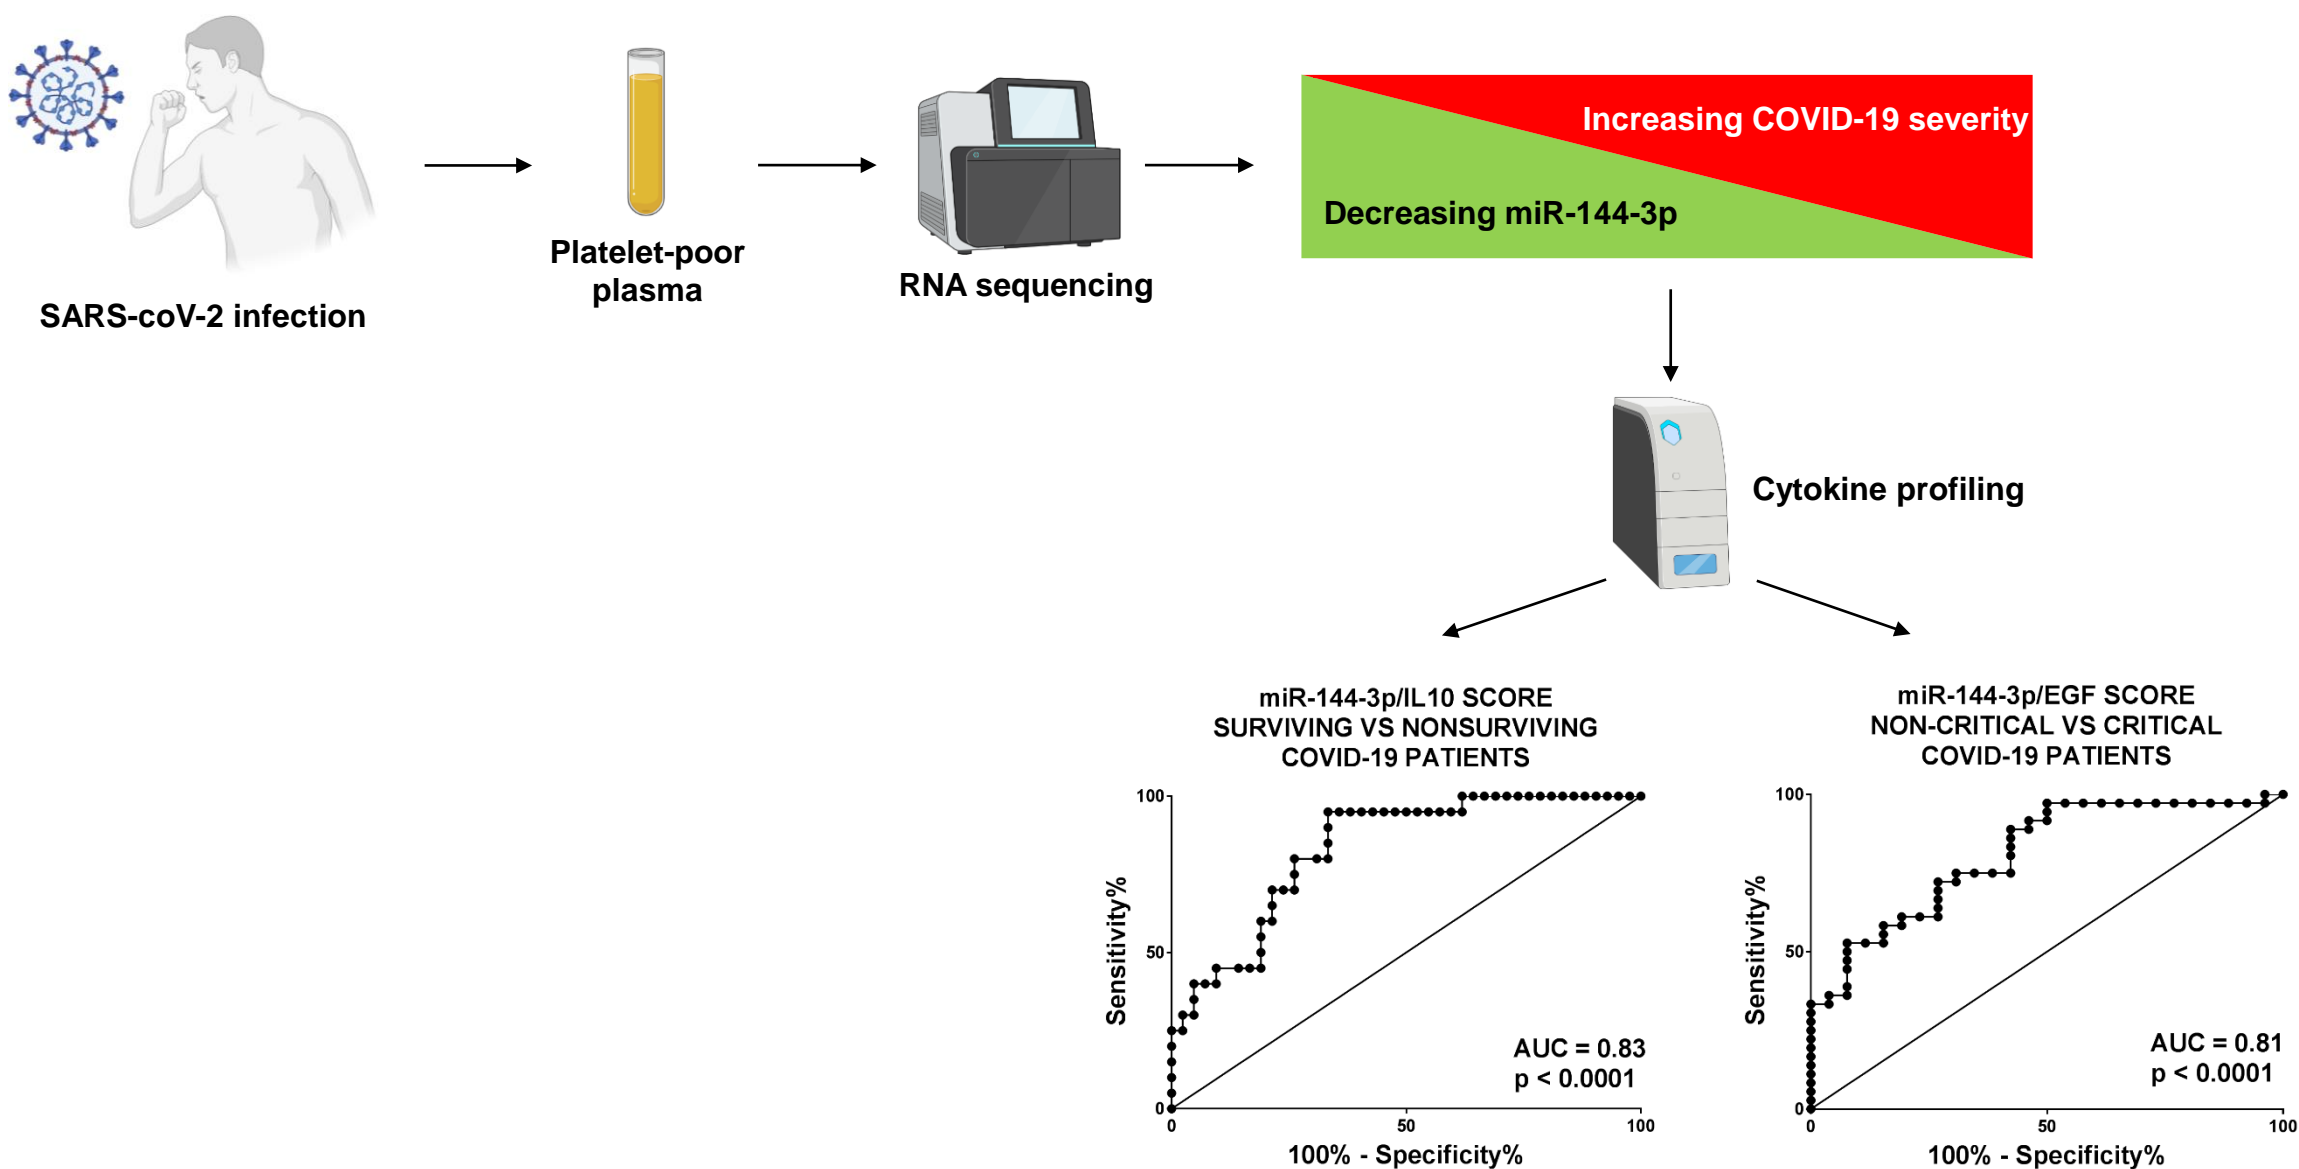 SARS-coV-2 infection
Platelet-poor
plasma
RNA sequencing
Increasing COVID-19 severity
Decreasing miR-144-3p
Cytokine profiling
miR-144-3p/IL10 SCORE
SURVIVING VS NONSURVIVING
COVID-19 PATIENTS
100
50
0
Sensitivity%
AUC = 0.83
p < 0.0001
0
50
100
100% - Specificity%
miR-144-3p/EGF SCORE
NON-CRITICAL VS CRITICAL
COVID-19 PATIENTS
100
50
0
Sensitivity%
AUC = 0.81
p < 0.0001
0
50
100
100% - Specificity%